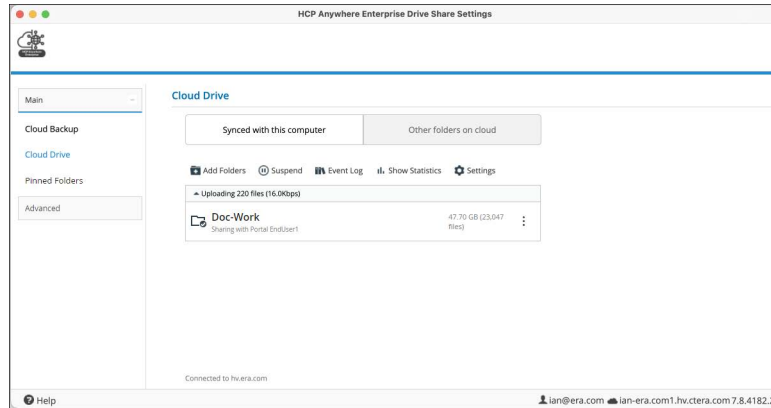 HCP Anywhere Enterprise Drive Share Settings
Main
Cloud Backup
Cloud Drive
Pinned Folders
Advanced
Cloud Drive
Synced with this computer
Other folders on cloud
Add Folders
Suspend
Event Log
Show Statistics
Settings
Uploading 220 files (16.0Kbps)
Doc-Work
Sharing with Portal EndUser1
47.70 GB (23,047
files)
Connected to hv.era.com
Help
ian@era.com
ian-era.com1.hv.ctera.com 7.8.4182.